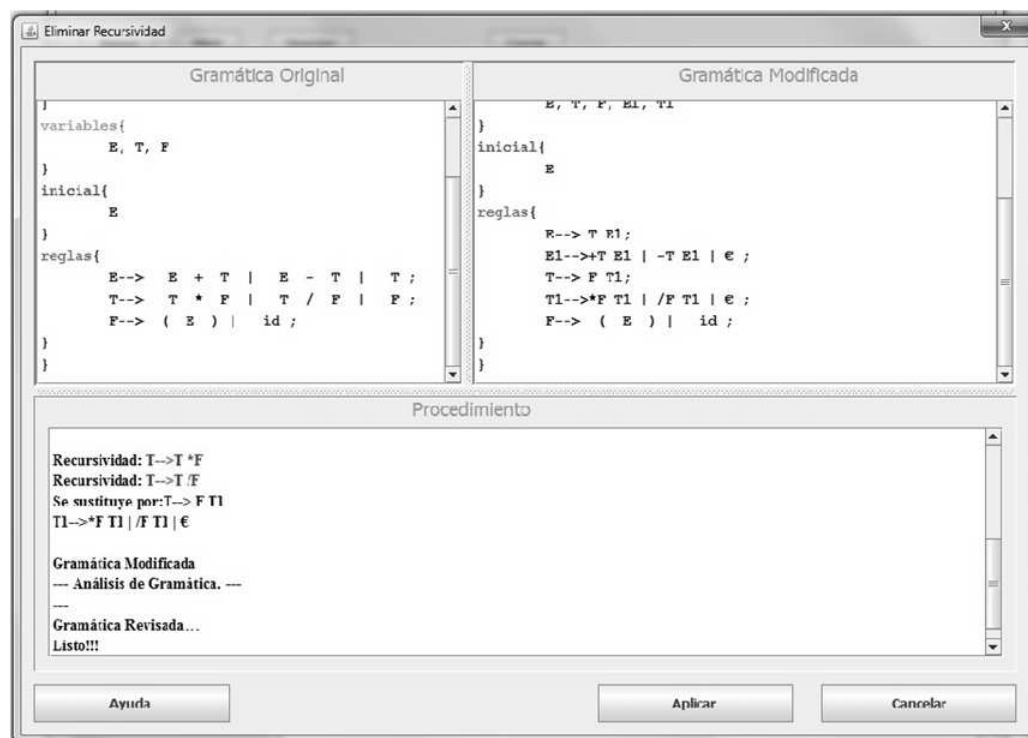 Eliminar Recursividad
Gramática Original
}
variables{
E, T, F
}
inicial{
E
}
reglas{
E--> E + T | E - T | T ;
T--> T * F | T / F | F ;
F--> ( E ) | id ;
}
}
Gramática Modificada
E, T, F, E1, T1
}
inicial{
E
}
reglas{
E--> T E1;
E1-->+T E1 | -T E1 | € ;
T--> F T1;
T1-->*F T1 | /F T1 | € ;
F--> ( E ) | id ;
}
}
Procedimiento
Recursividad: T-->T *F
Recursividad: T-->T /F
Se sustituye por:T--> F T1
T1-->*F T1 | /F T1 | €
Gramática Modificada
--- Análisis de Gramática. ---
---
Gramática Revisada...
Listo!!!
Ayuda
Aplicar
Cancelar